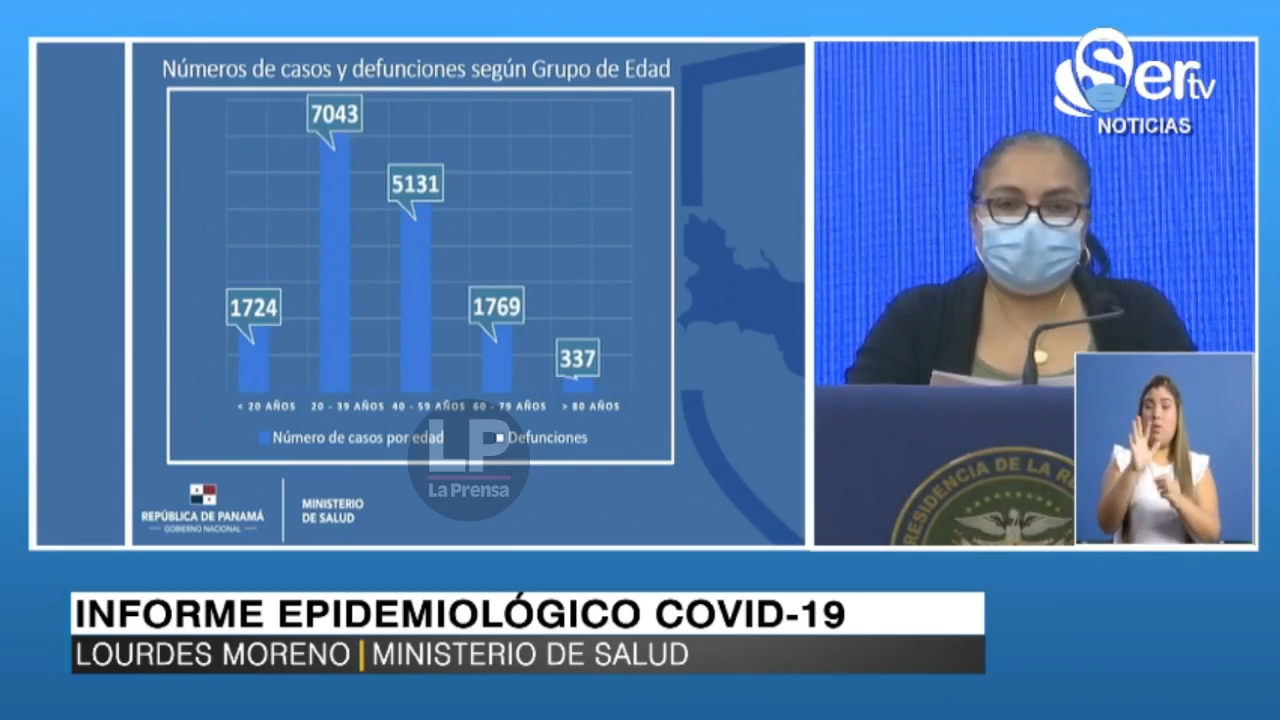 Números de casos y defunciones según Grupo de Edad
7043
5131
1724
1769
337
< 20 AÑOS 20 - 39 AÑOS 40 - 59 AÑOS 60 - 79 AÑOS > 80 AÑOS
Número de casos por edad Defunciones
LP
La Prensa
REPÚBLICA DE PANAMÁ
— GOBIERNO NACIONAL —
MINISTERIO
DE SALUD
Ser tv
NOTICIAS
RESIDENCIA DE LA R
INFORME EPIDEMIOLÓGICO COVID-19
LOURDES MORENO | MINISTERIO DE SALUD